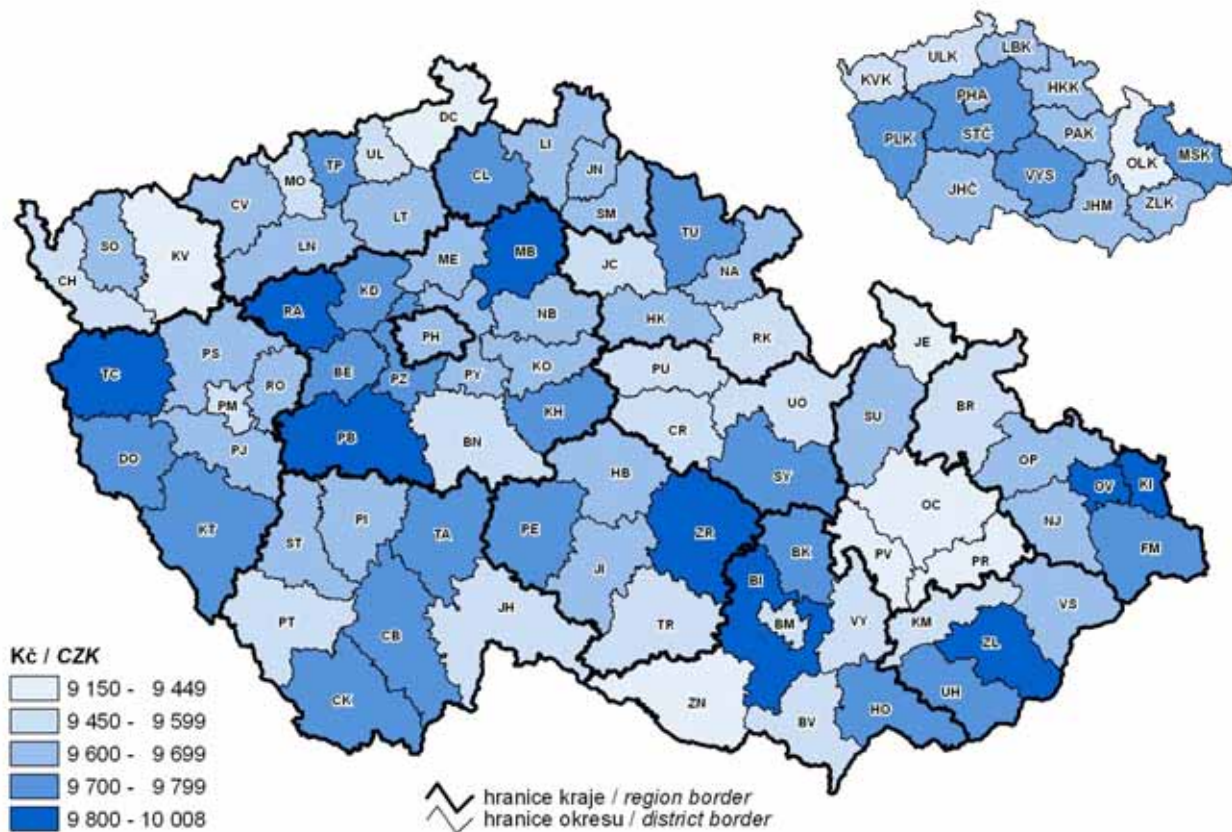 ULK
LBK
KVK
HKK
PHA
PLK
STČ
PAK
OLK
MSK
VYS
JHČ
JHM
ZLK
DC
LI
UL
TP
CL
JN
MO
CV
LT
SM
TU
SO
KV
LN
ME
MB
JC
NA
CH
RA
KD
NB
HK
RK
JE
PH
PS
TC
BE
PZ
PY
KO
PU
RO
PM
UO
BR
SU
KH
CR
PB
BN
PJ
DO
HB
SY
OP
OV
KI
OC
NJ
KT
ST
PI
TA
PE
ZR
BK
FM
PV
PR
JI
BI
VS
PT
CB
JH
TR
BM
VY
KM
ZL
CK
ZN
BV
HO
UH
Kč / CZK
9 150 - 9 449
9 450 - 9 599
9 600 - 9 699
9 700 - 9 799
9 800 - 10 008
hranice kraje / region border
hranice okresu / district border